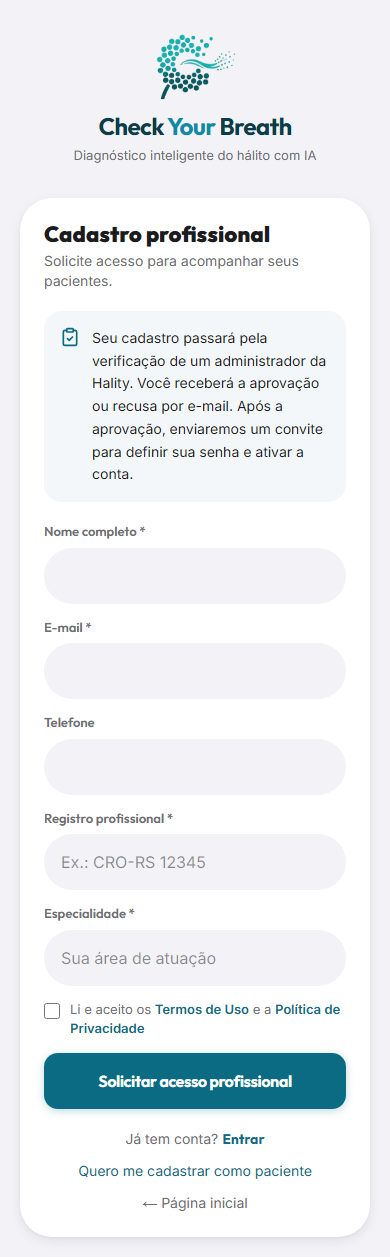 Check Your Breath
Diagnóstico inteligente do hálito com IA
Cadastro profissional
Solicite acesso para acompanhar seus
pacientes.
Seu cadastro passará pela
verificação de um administrador da
Hality. Você receberá a aprovação
ou recusa por e-mail. Após a
aprovação, enviaremos um convite
para definir sua senha e ativar a
conta.
Nome completo *
E-mail *
Telefone
Registro profissional *
Ex.: CRO-RS 12345
Especialidade *
Sua área de atuação
Li e aceito os Termos de Uso e a Política de
Privacidade
Solicitar acesso profissional
Já tem conta? Entrar
Quero me cadastrar como paciente
← Página inicial